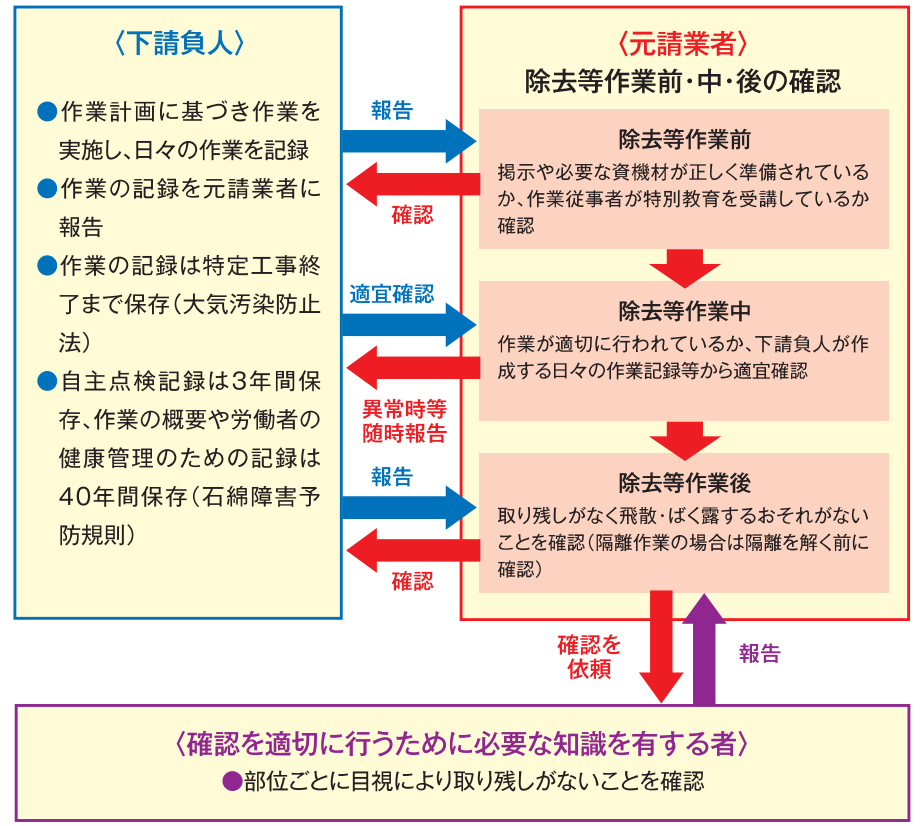 〈下請負人〉
●作業計画に基づき作業を
実施し、日々の作業を記録
●作業の記録を元請業者に
報告
●作業の記録は特定工事終
了まで保存(大気汚染防止
法)
●自主点検記録は3年間保
存、作業の概要や労働者の
健康管理のための記録は
40年間保存(石綿障害予
防規則)
報告
確認
適宜確認
異常時等
随時報告
報告
確認
〈元請業者〉
除去等作業前・中・後の確認
除去等作業前
掲示や必要な資機材が正しく準備されている
か、作業従事者が特別教育を受講しているか
確認
除去等作業中
作業が適切に行われているか、下請負人が作
成する日々の作業記録等から適宜確認
除去等作業後
取り残しがなく飛散・ばく露するおそれがない
ことを確認(隔離作業の場合は隔離を解く前に
確認)
確認を
依頼
報告
〈確認を適切に行うために必要な知識を有する者〉
●部位ごとに目視により取り残しがないことを確認